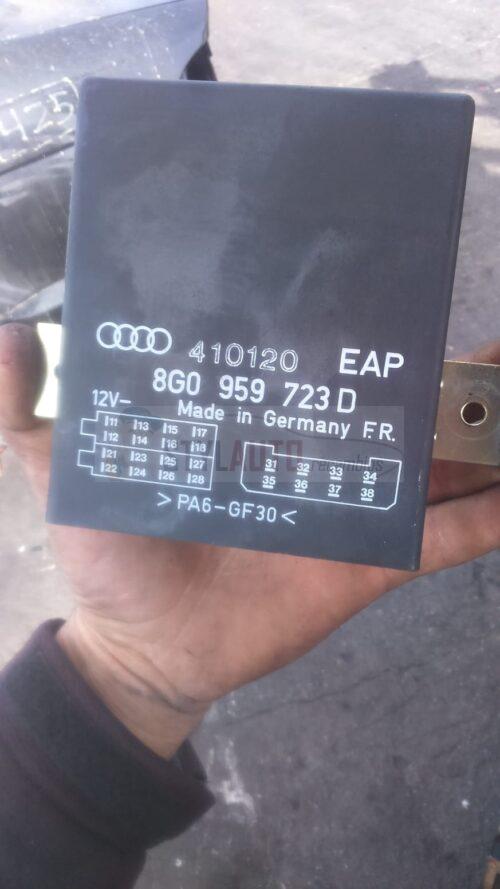 425
410120 EAP
8G0 959 723 D
12V- Made in Germany F.R.
11 13 15 17
12 14 16 18
21 23 25 27
22 24 26 28
31 32 33 34
35 36 37 38
>PA6-GF30<